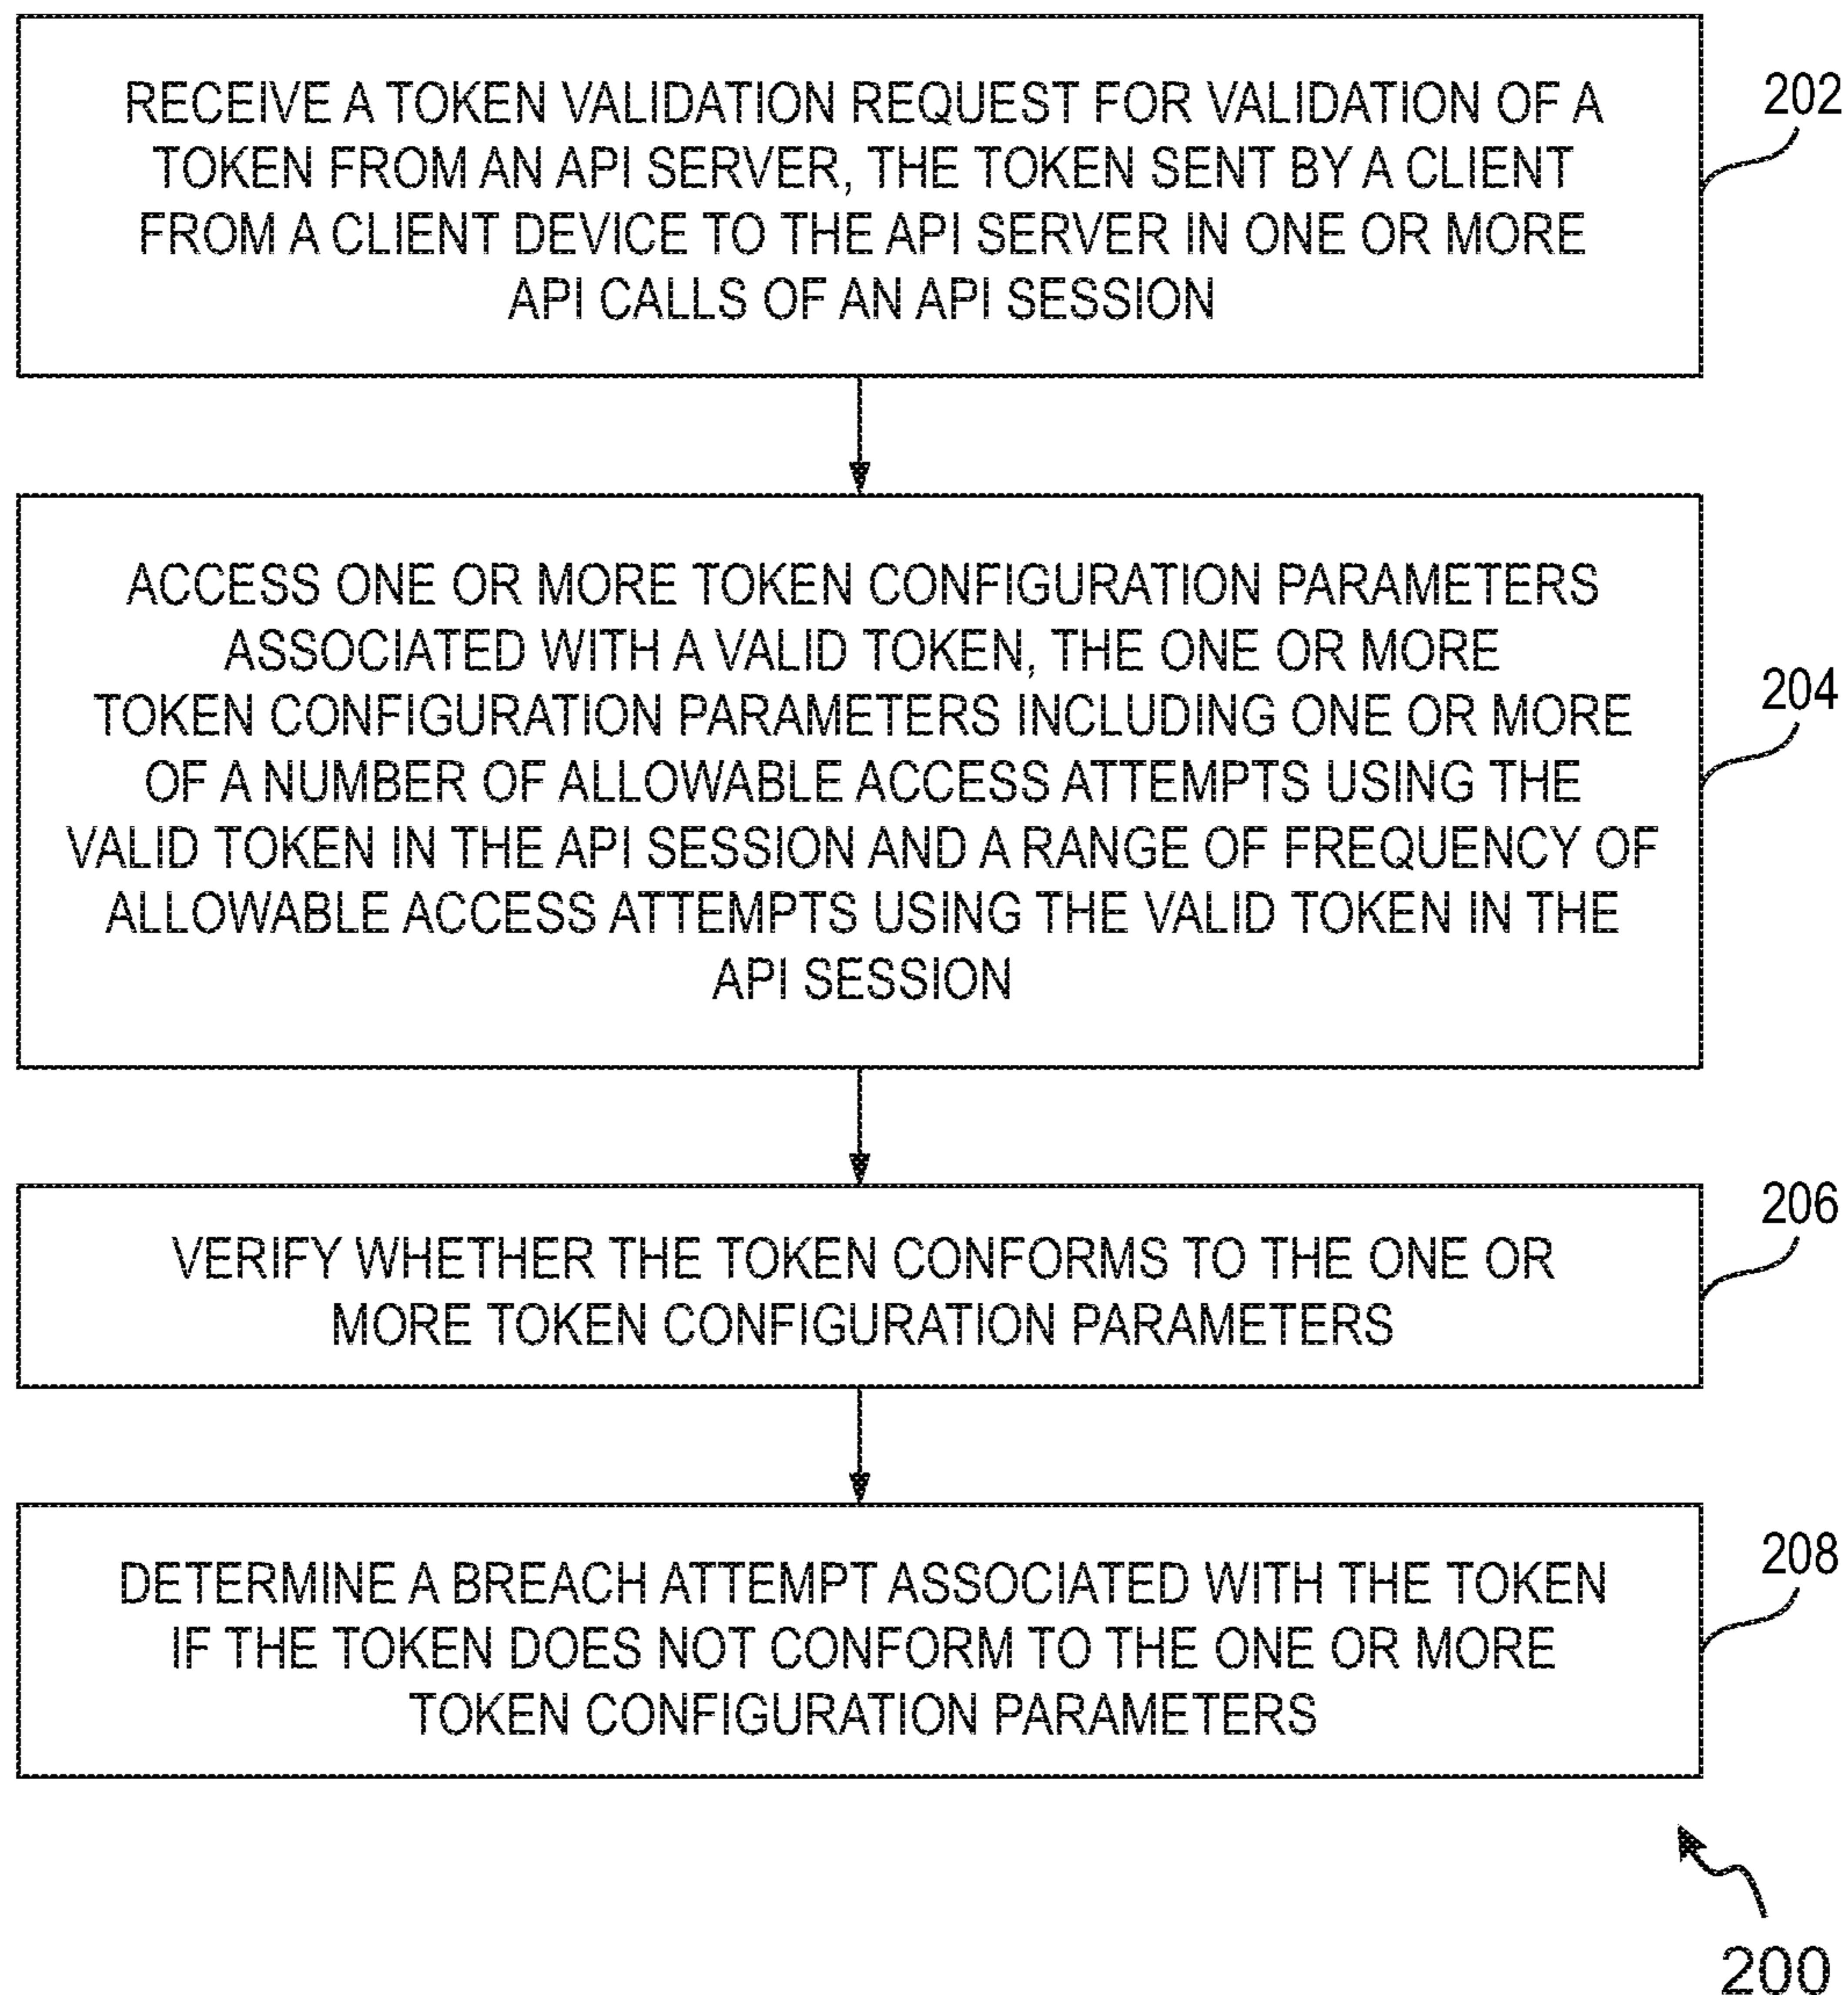 RECEIVE A TOKEN VALIDATION REQUEST FOR VALIDATION OF A
TOKEN FROM AN API SERVER, THE TOKEN SENT BY A CLIENT
FROM A CLIENT DEVICE TO THE API SERVER IN ONE OR MORE
API CALLS OF AN API SESSION
202
ACCESS ONE OR MORE TOKEN CONFIGURATION PARAMETERS
ASSOCIATED WITH A VALID TOKEN, THE ONE OR MORE
TOKEN CONFIGURATION PARAMETERS INCLUDING ONE OR MORE
OF A NUMBER OF ALLOWABLE ACCESS ATTEMPTS USING THE
VALID TOKEN IN THE API SESSION AND A RANGE OF FREQUENCY OF
ALLOWABLE ACCESS ATTEMPTS USING THE VALID TOKEN IN THE
API SESSION
204
VERIFY WHETHER THE TOKEN CONFORMS TO THE ONE OR
MORE TOKEN CONFIGURATION PARAMETERS
206
DETERMINE A BREACH ATTEMPT ASSOCIATED WITH THE TOKEN
IF THE TOKEN DOES NOT CONFORM TO THE ONE OR MORE
TOKEN CONFIGURATION PARAMETERS
208
200